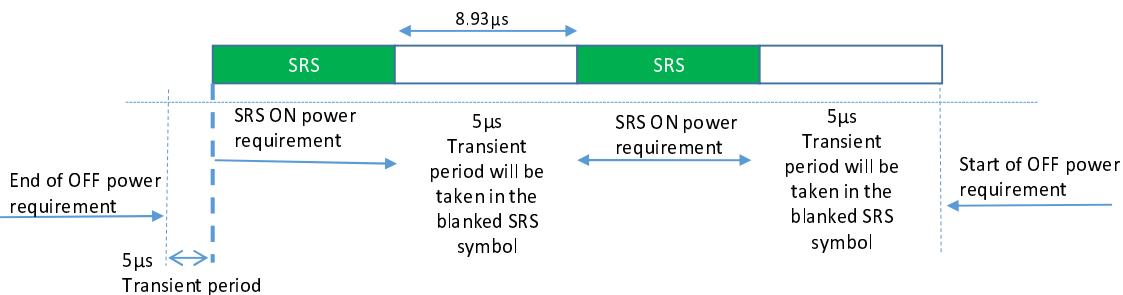 8.93µs
SRS
SRS
SRS ON power
requirement
5µs
Transient
period will be
taken in the
blanked SRS
symbol
SRS ON power
requirement
5µs
Transient
period will be
taken in the
blanked SRS
symbol
Start of OFF power
requirement
End of OFF power
requirement
5µs
Transient period